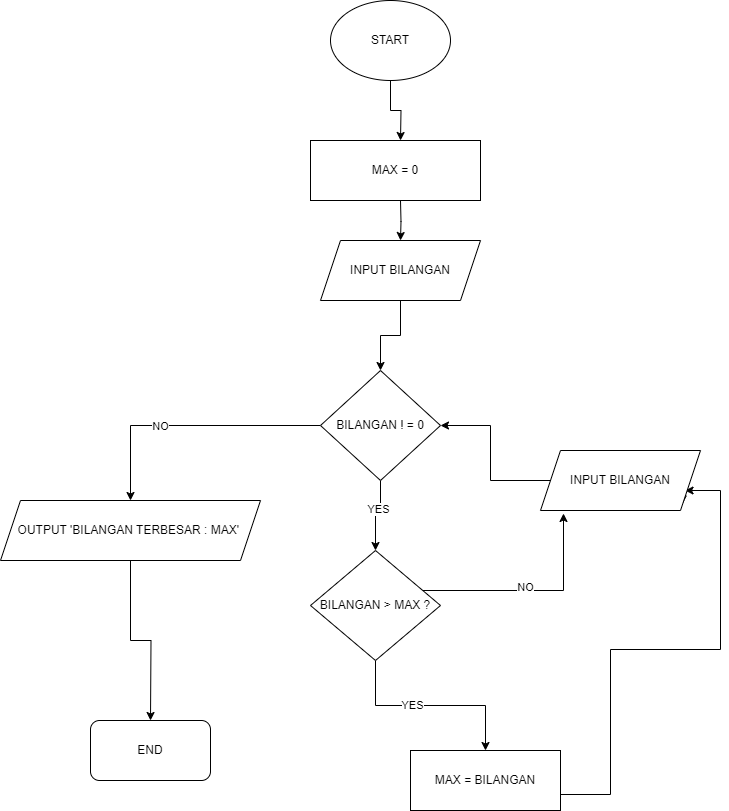 START
MAX = 0
INPUT BILANGAN
BILANGAN ! = 0
NO
INPUT BILANGAN
YES
OUTPUT 'BILANGAN TERBESAR : MAX'
BILANGAN > MAX ?
NO
YES
END
MAX = BILANGAN